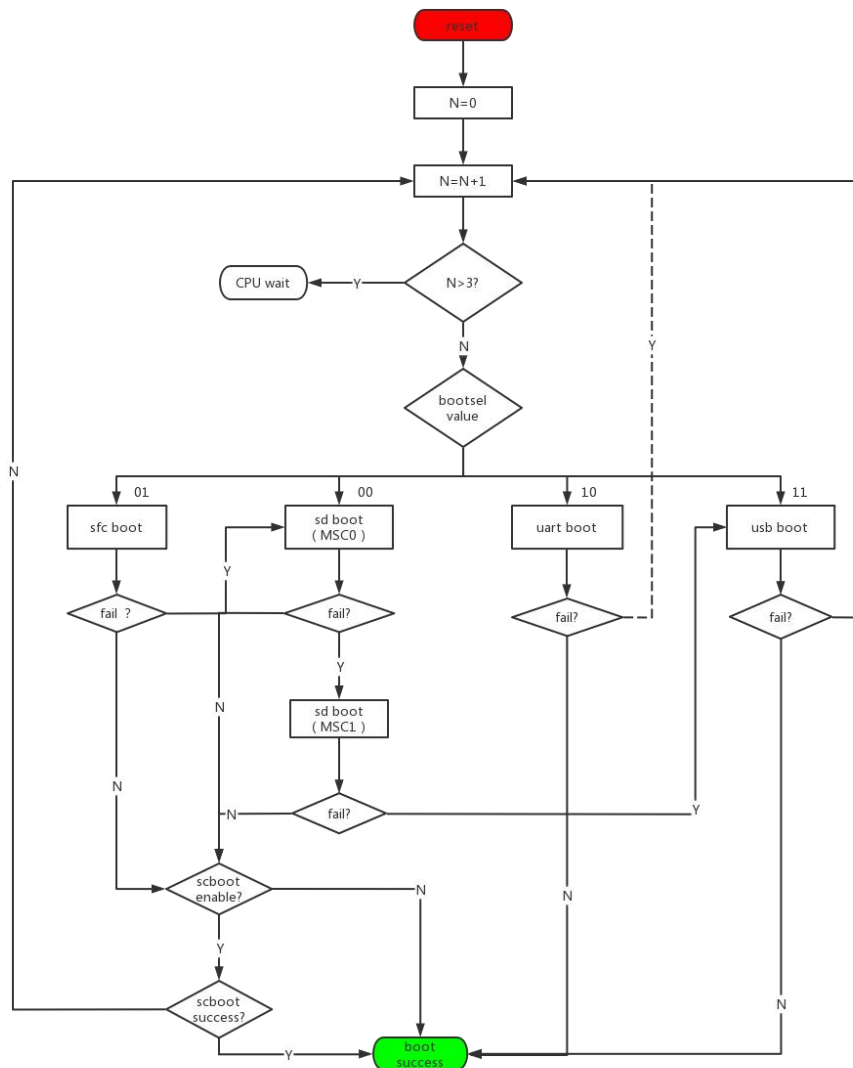 reset
N=0
N=N+1
N>3?
CPU wait
Y
N
Y
bootsel
value
N
01
00
10
11
sfc boot
sd boot
( MSC0 )
uart boot
usb boot
Y
fail ?
fail?
fail?
fail?
Y
N
sd boot
( MSC1 )
N
fail?
N
Y
scboot
enable?
N
N
Y
scboot
success?
N
Y
boot
success